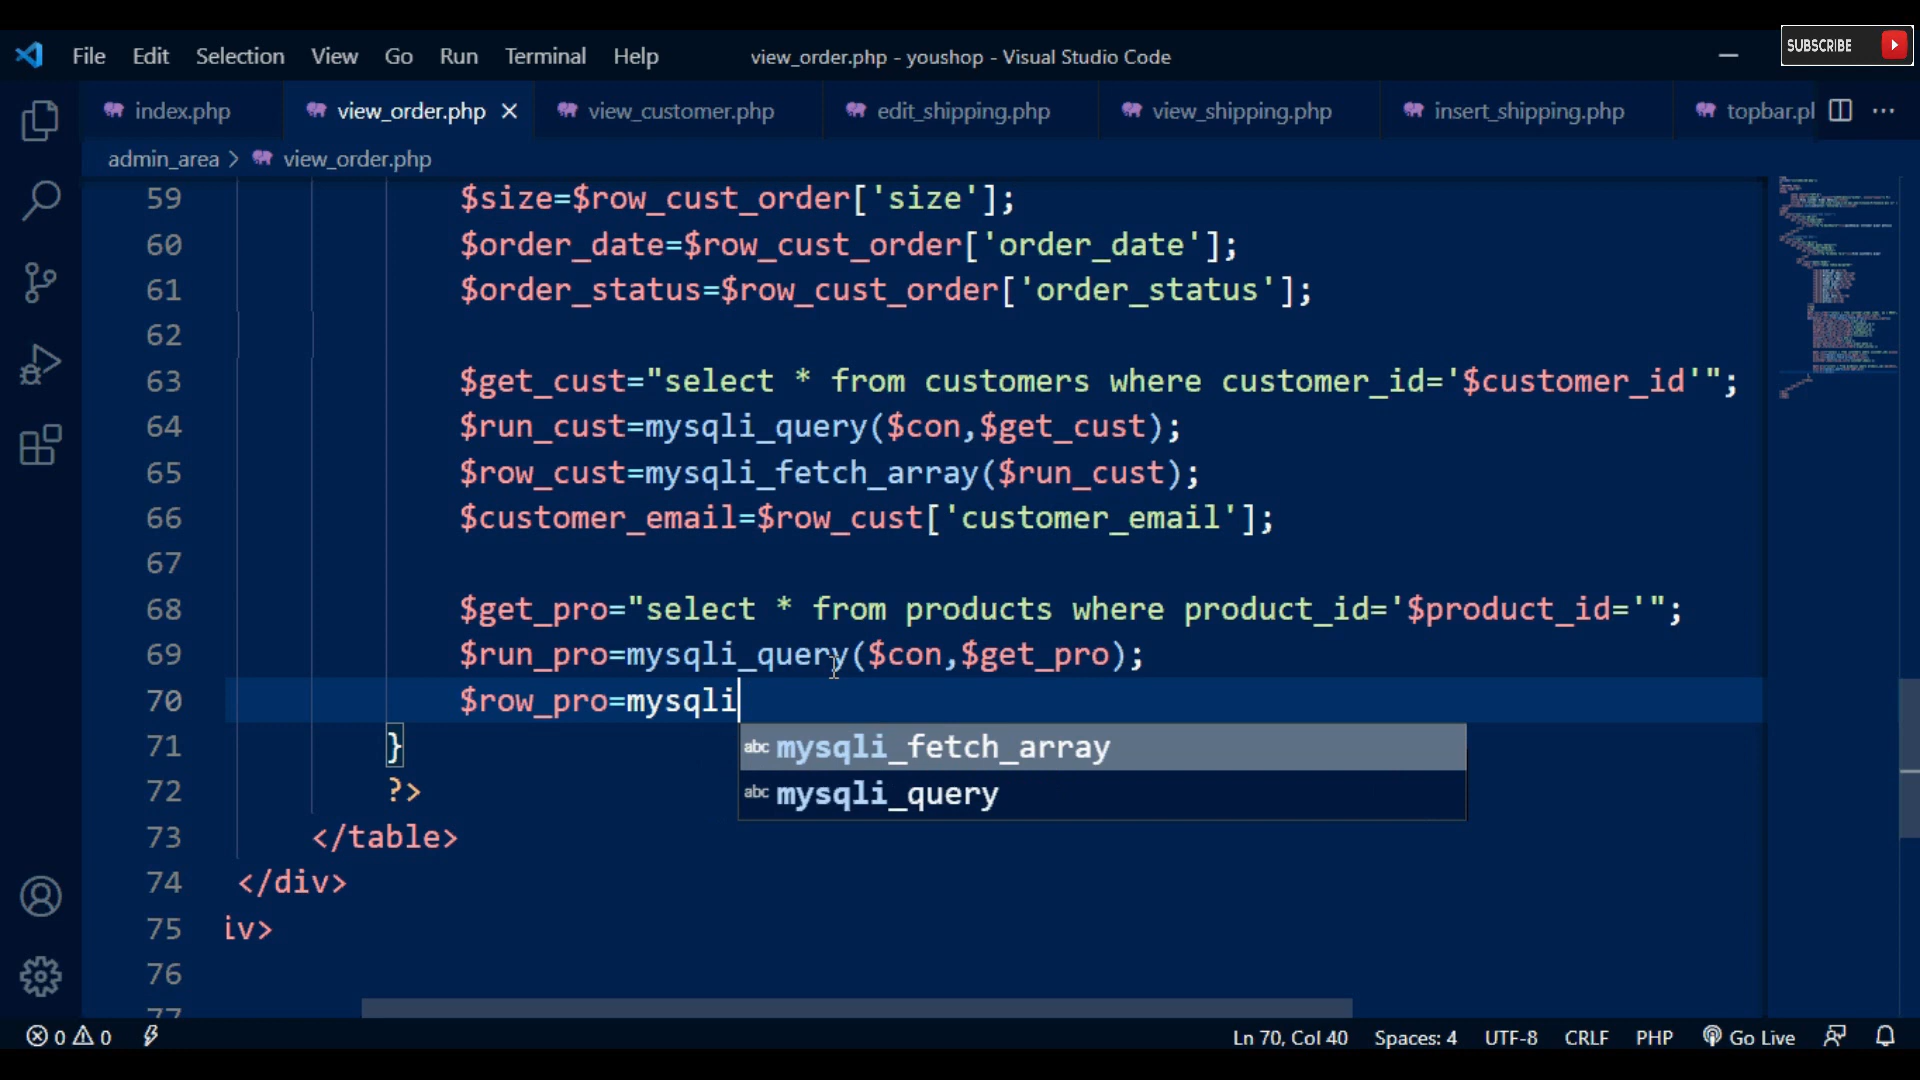 SUBSCRIBE
File Edit Selection View Go Run Terminal Help view_order.php - youshop - Visual Studio Code
index.php view_order.php view_customer.php edit_shipping.php view_shipping.php insert_shipping.php topbar.pl
admin_area > view_order.php
59 $size=$row_cust_order['size'];
60 $order_date=$row_cust_order['order_date'];
61 $order_status=$row_cust_order['order_status'];
62
63 $get_cust="select * from customers where customer_id='$customer_id'";
64 $run_cust=mysqli_query($con,$get_cust);
65 $row_cust=mysqli_fetch_array($run_cust);
66 $customer_email=$row_cust['customer_email'];
67
68 $get_pro="select * from products where product_id='$product_id='";
69 $run_pro=mysqli_query($con,$get_pro);
70 $row_pro=mysqli
abc mysqli_fetch_array
abc mysqli_query
71 }
72 ?>
73 </table>
74 </div>
75 iv>
76
77
0 0 Ln 70, Col 40 Spaces: 4 UTF-8 CRLF PHP Go Live